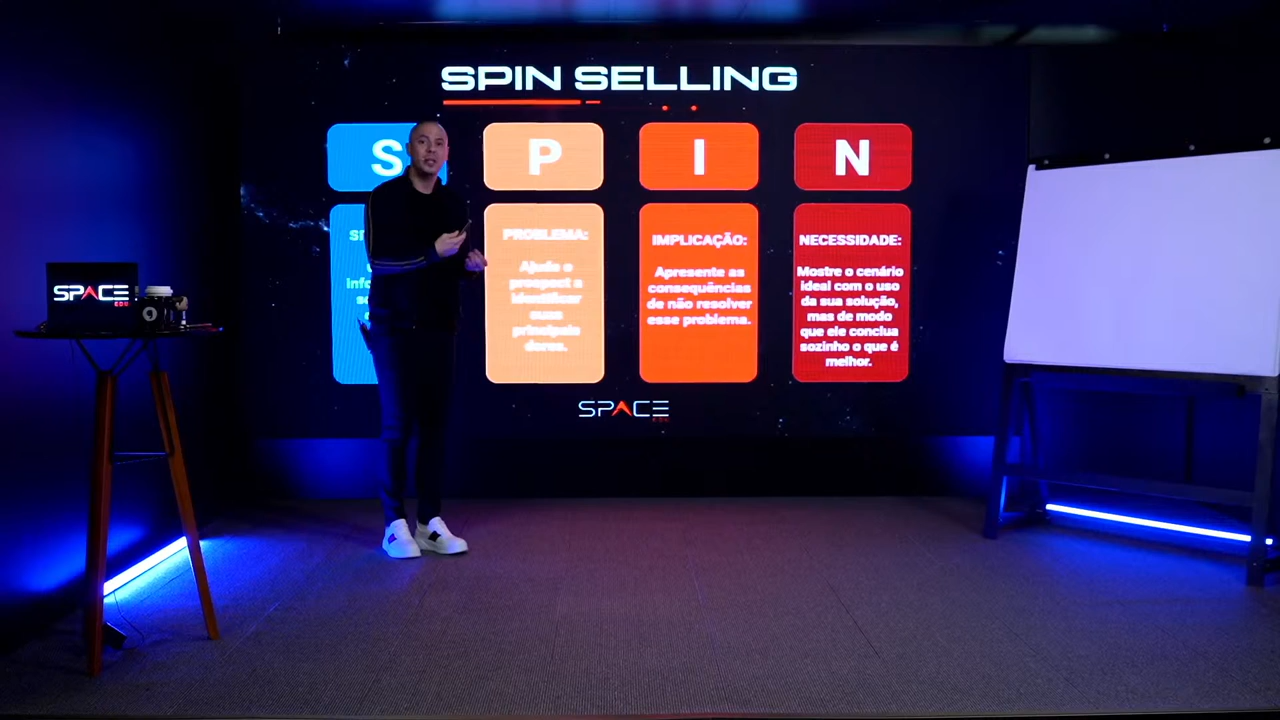 SPIN SELLING
S
P
I
N
PROBLEMA:
Ajude o
prospect a
identificar
suas
principais
dores.
IMPLICAÇÃO:
Apresente as
consequências
de não resolver
esse problema.
NECESSIDADE:
Mostre o cenário
ideal com o uso
da sua solução,
mas de modo
que ele conclua
sozinho o que é
melhor.
SPACE
EDU
SPACE
EDU